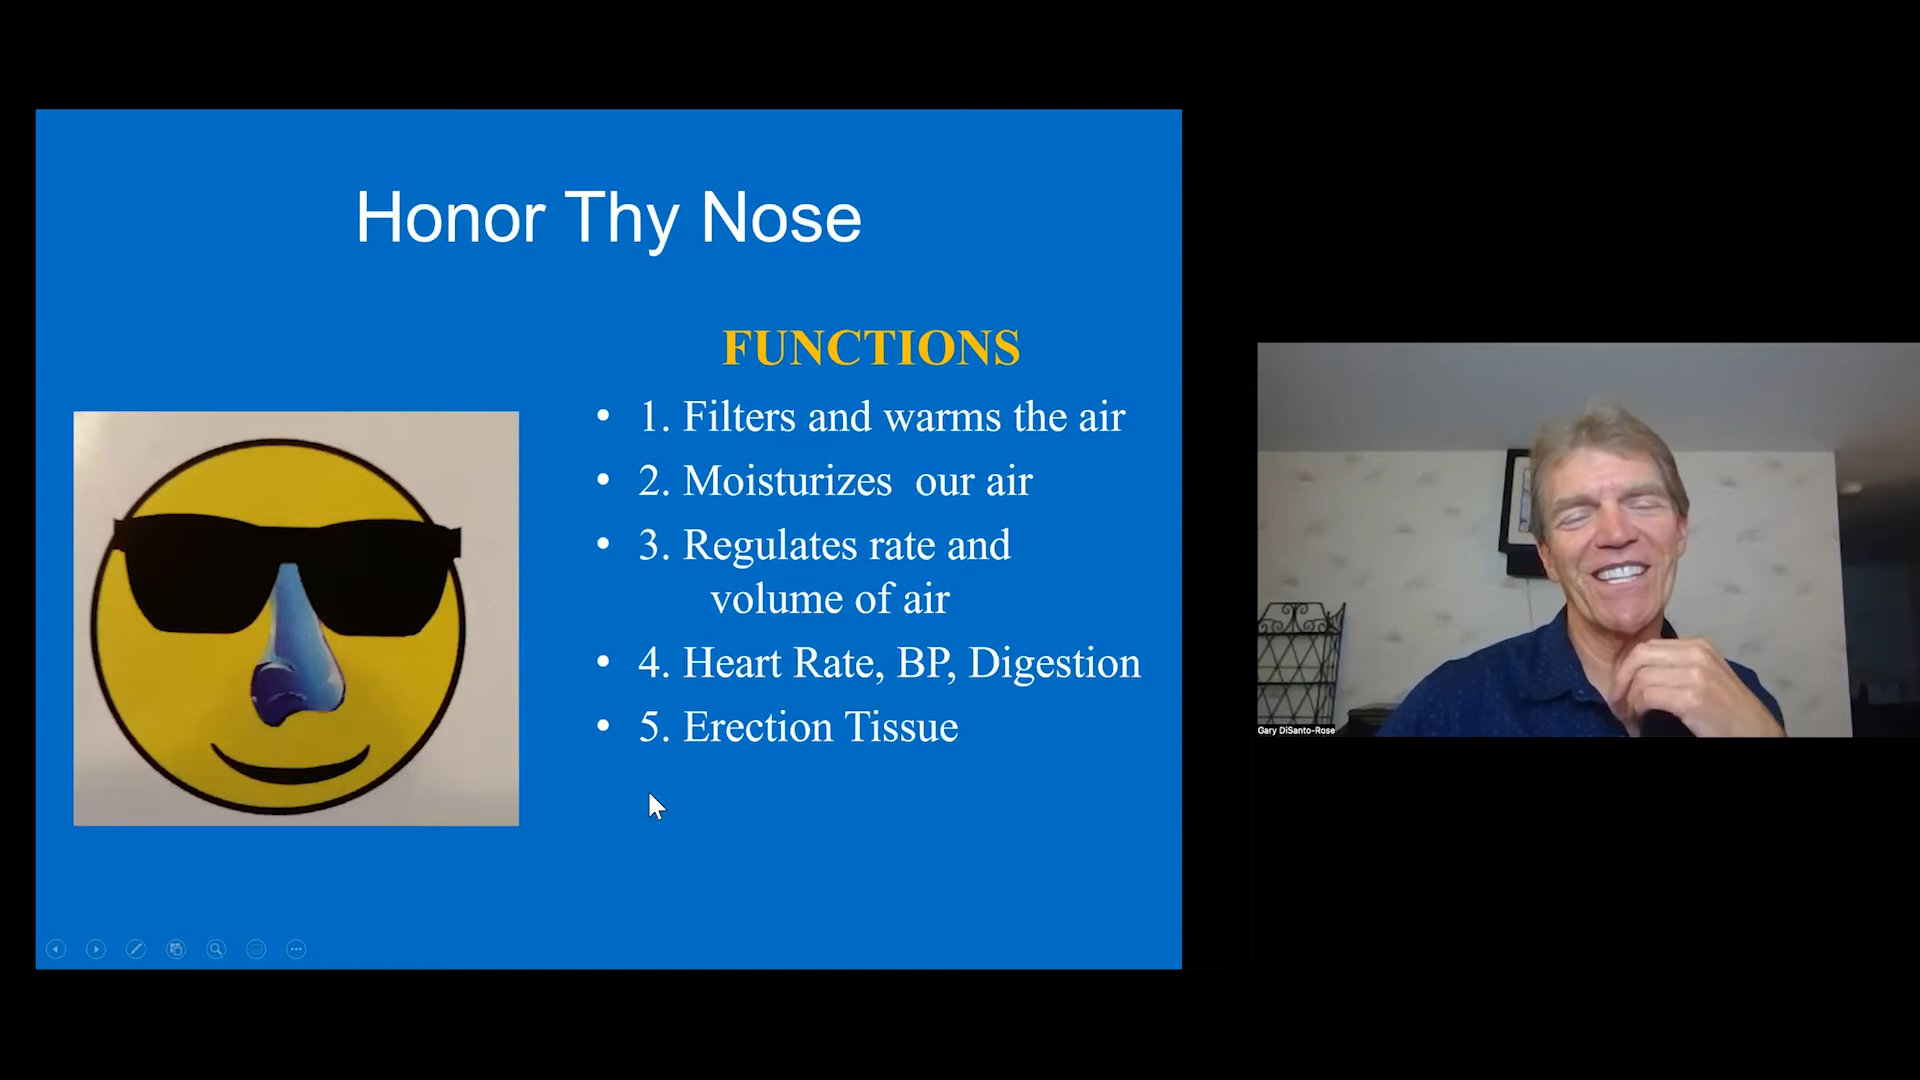 Honor Thy Nose
FUNCTIONS
• 1. Filters and warms the air
• 2. Moisturizes  our air
• 3. Regulates rate and
volume of air
• 4. Heart Rate, BP, Digestion
• 5. Erection Tissue
Gary DiSanto-Rose